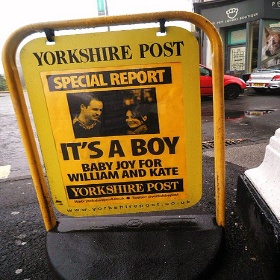 YORKSHIRE POST
SPECIAL REPORT
IT'S A BOY
BABY JOY FOR
WILLIAM AND KATE
YORKSHIRE POST
www.yorkshirepost.co.uk